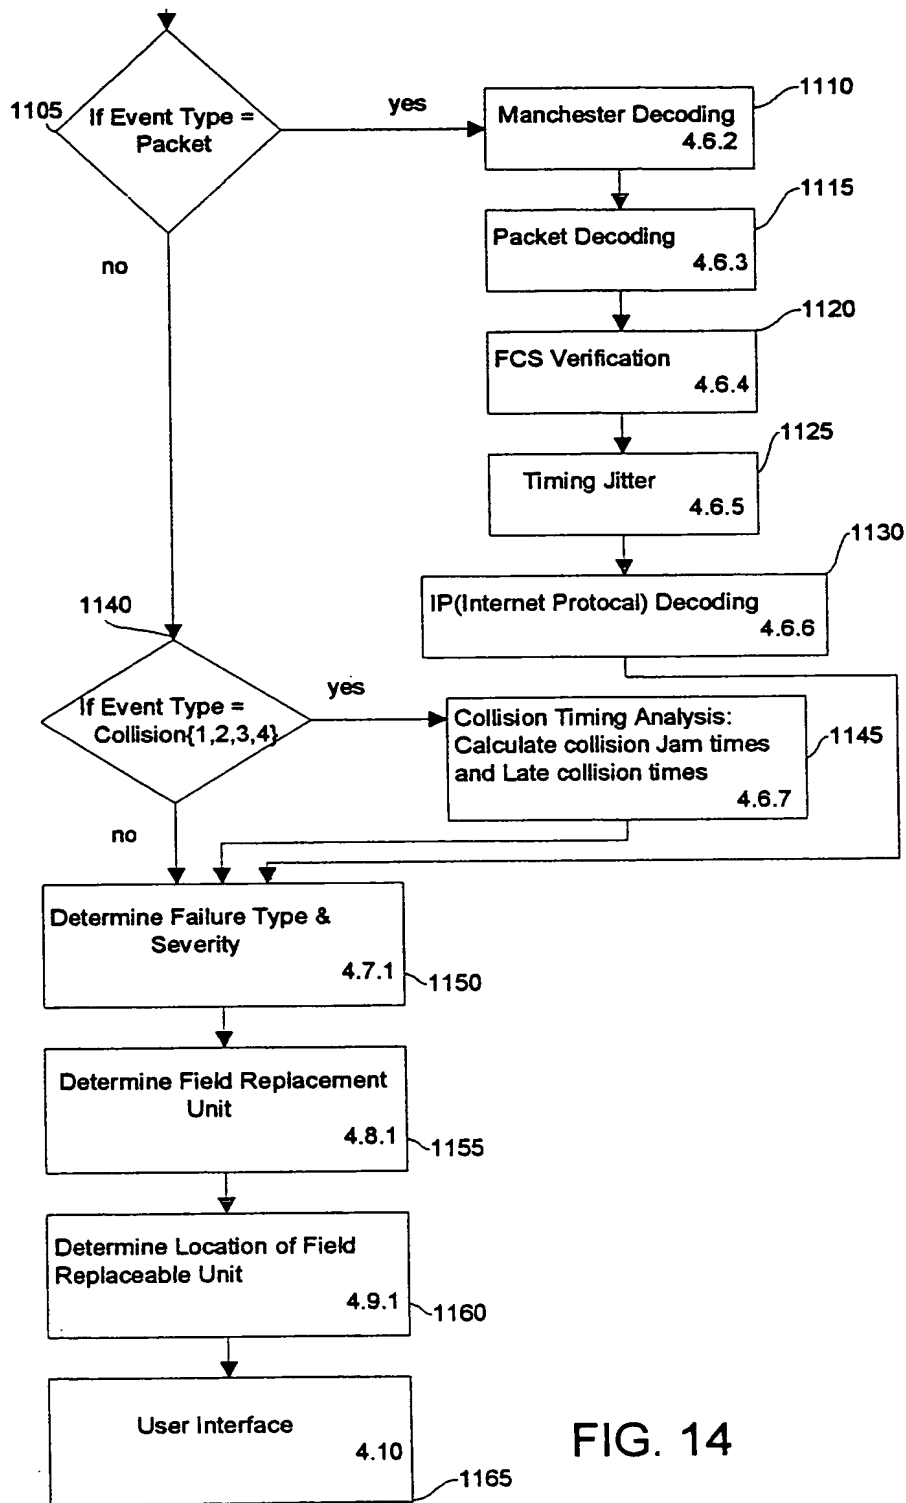 1105
If Event Type =
Packet
yes
no
Manchester Decoding
4.6.2
1110
Packet Decoding
4.6.3
1115
FCS Verification
4.6.4
1120
Timing Jitter
4.6.5
1125
IP(Internet Protocal) Decoding
4.6.6
1130
1140
If Event Type =
Collision{1,2,3,4}
yes
no
Collision Timing Analysis:
Calculate collision Jam times
and Late collision times
4.6.7
1145
Determine Failure Type &
Severity
4.7.1
1150
Determine Field Replacement
Unit
4.8.1
1155
Determine Location of Field
Replaceable Unit
4.9.1
1160
User Interface
4.10
1165
FIG. 14